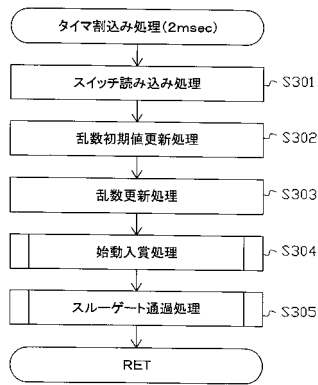 タイマ割込み処理(2msec)
スイッチ読み込み処理
S301
乱数初期値更新処理
S302
乱数更新処理
S303
始動入賞処理
S304
スルーゲート通過処理
S305
RET